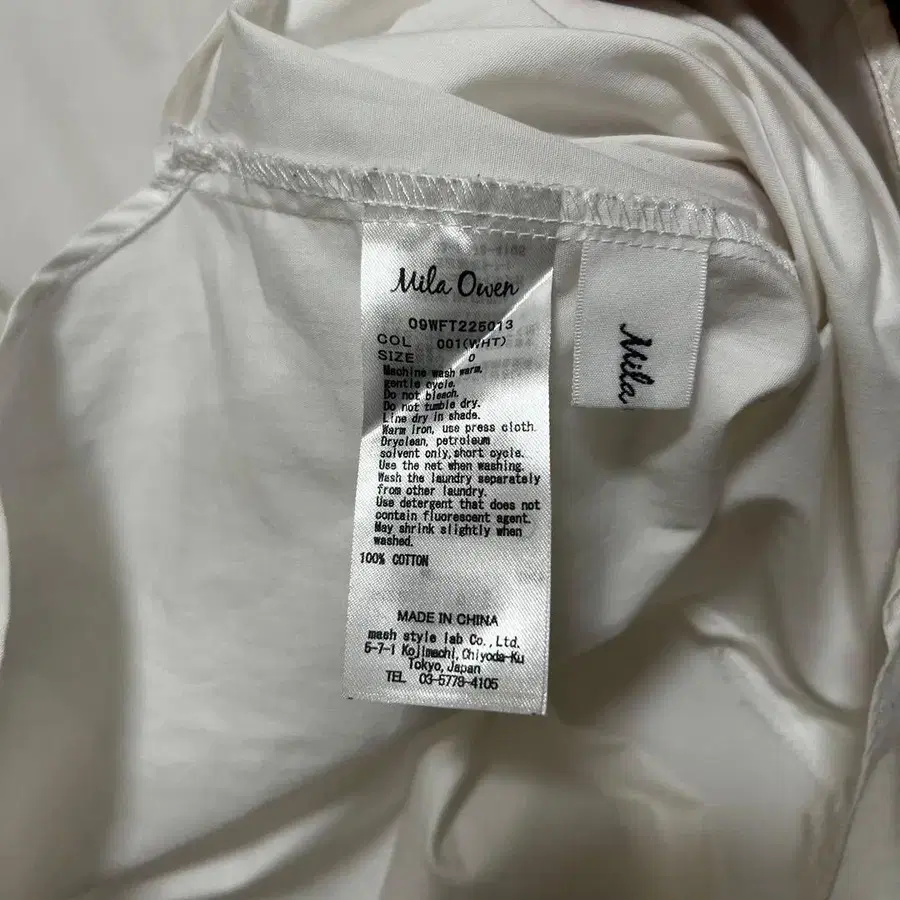 Mila Owen
09WFT225013
COL 001(WHT)
SIZE 0
Machine wash warm,
gentle cycle.
Do not bleach.
Do not tumble dry.
Line dry in shade.
Warm iron, use press cloth.
Dryclean, petroleum
solvent only,short cycle.
Use the net when washing.
Wash the laundry separately
from other laundry.
Use detergent that does not
contain fluorescent agent.
May shrink slightly when
washed.
100% COTTON
MADE IN CHINA
mash style lab Co.,Ltd.
5-7-1 Kojimachi,Chiyoda-Ku
Tokyo,Japan
TEL 03-5779-4105
Mila